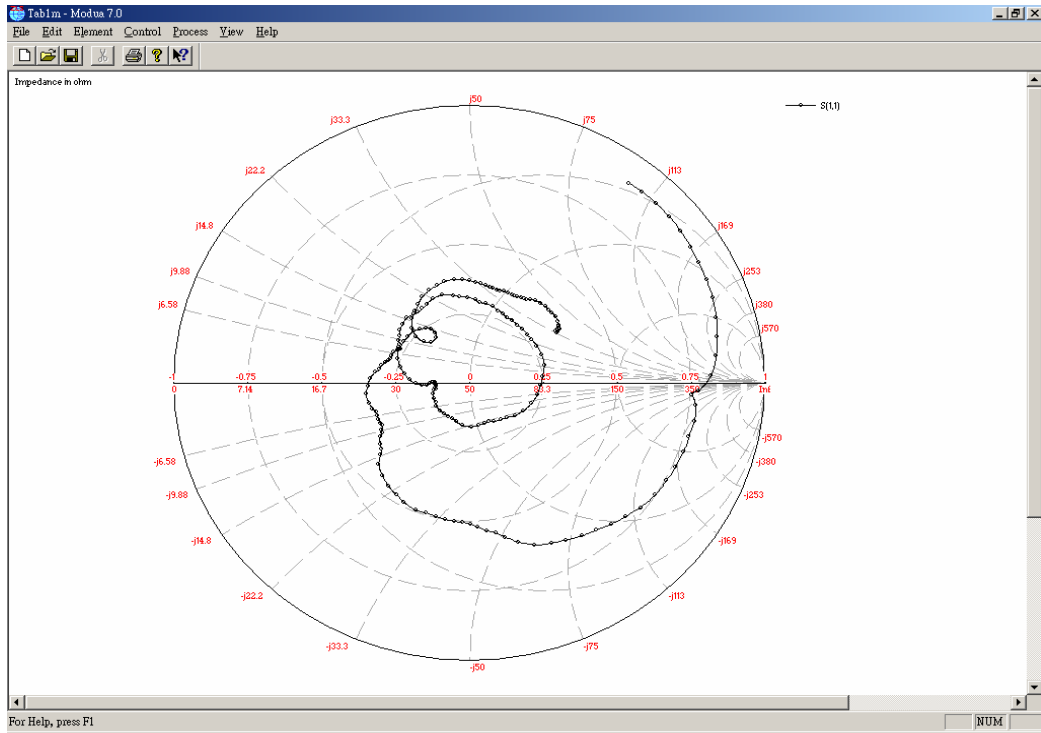 Tab1m - Modua 7.0
File Edit Element Control Process View Help
Impedance in ohm
S(1,1)
j50
j33.3
j75
j22.2
j113
j14.8
j169
j9.88
j253
j6.58
j380
j570
-1 -0.75 -0.5 -0.25 0 0.25 0.5 0.75 1
0 7.14 16.7 30 50 83.3 150 350 Inf
-j570
-j6.58
-j380
-j9.88
-j253
-j14.8
-j169
-j22.2
-j113
-j33.3
-j75
-j50
For Help, press F1
NUM